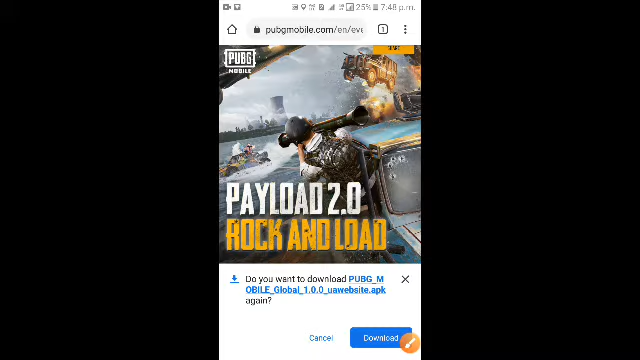 25% 7:48 p.m.
pubgmobile.com/en/eve
1
SHARE
PUBG
MOBILE
PAYLOAD 2.0
ROCK AND LOAD
Do you want to download PUBG_M
OBILE_Global_1.0.0_uawebsite.apk
again?
Cancel
Download